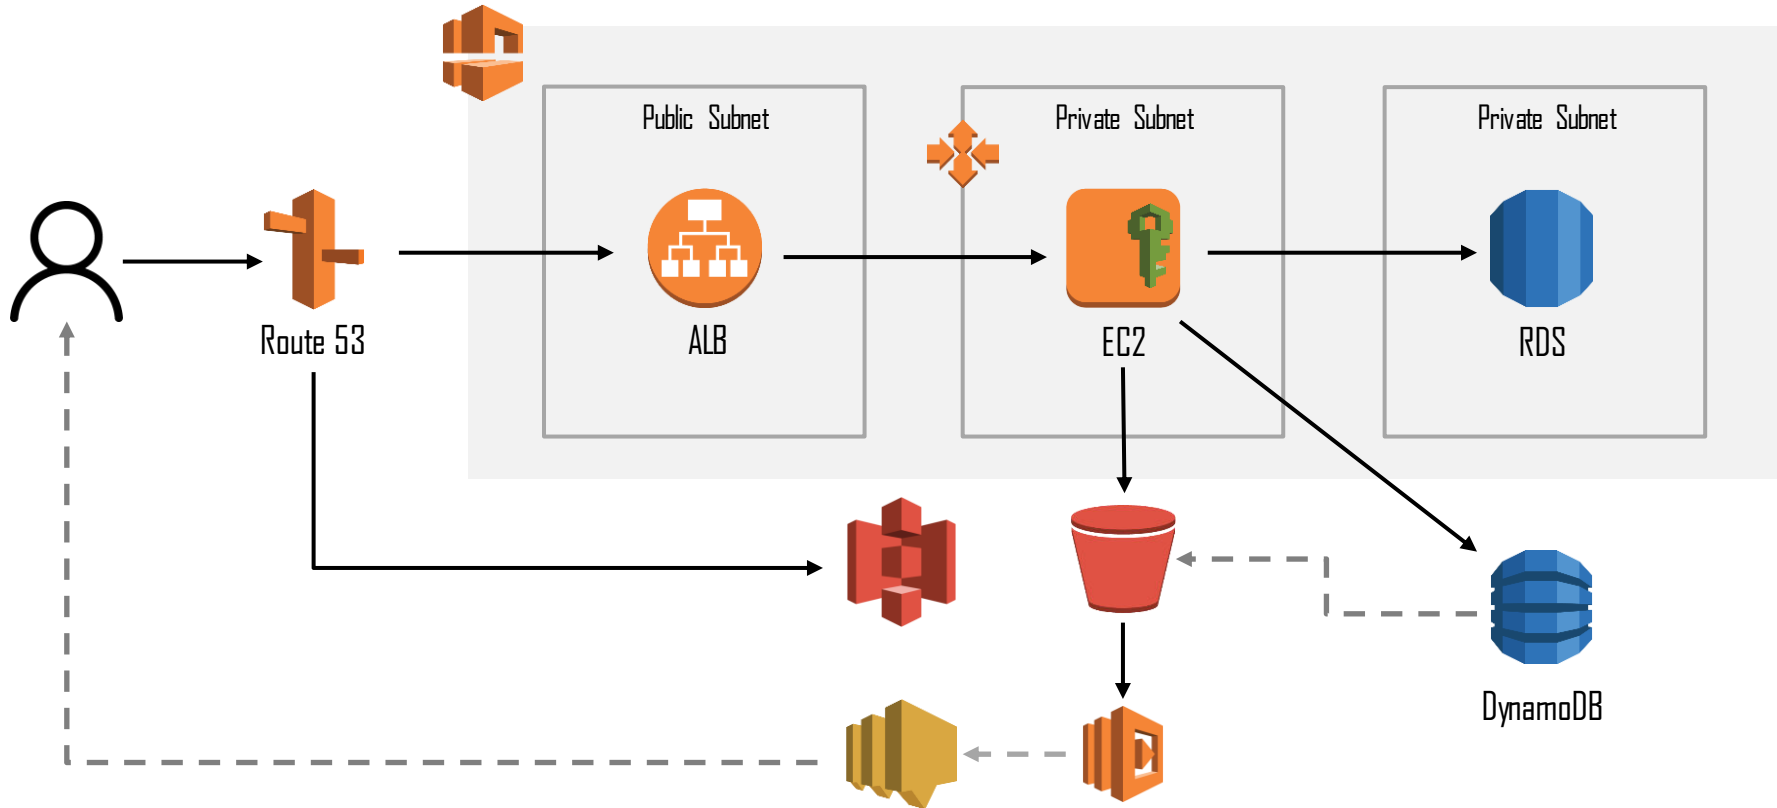 Public Subnet
Private Subnet
Private Subnet
Route 53
ALB
EC2
RDS
DynamoDB